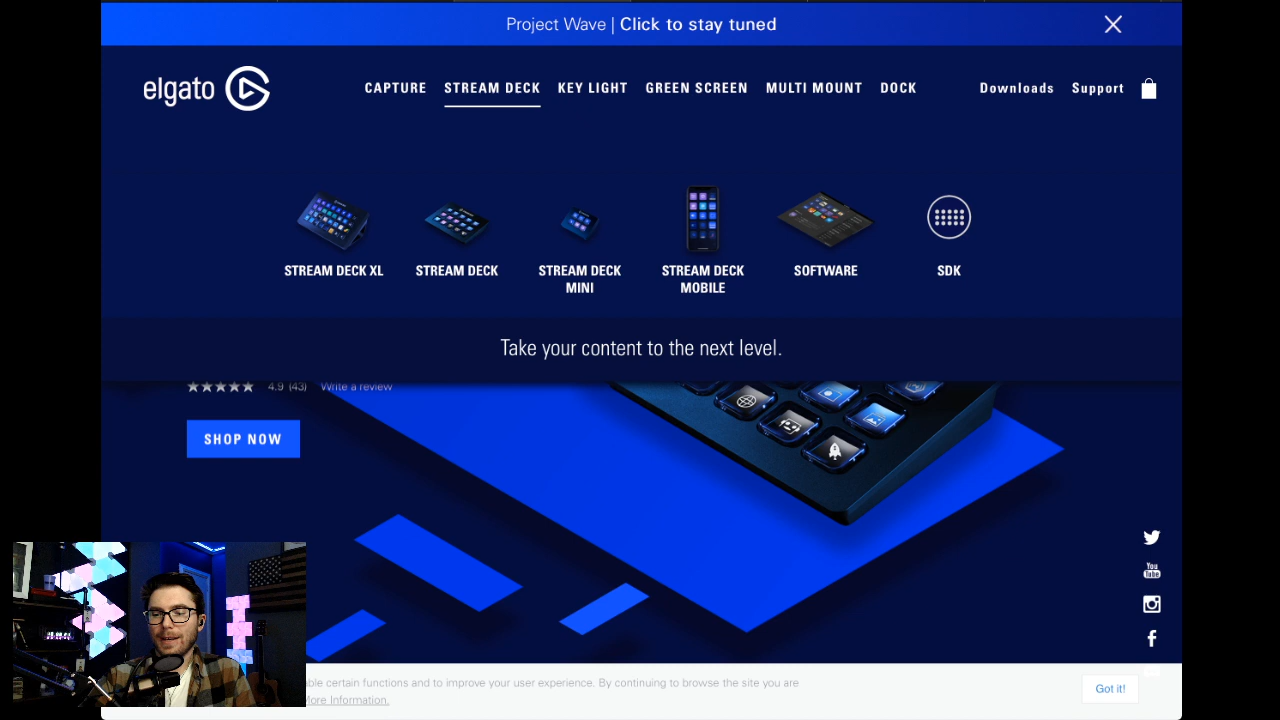 Project Wave | Click to stay tuned
elgato
CAPTURE STREAM DECK KEY LIGHT GREEN SCREEN MULTI MOUNT DOCK Downloads Support
STREAM DECK XL
STREAM DECK
STREAM DECK
MINI
STREAM DECK
MOBILE
SOFTWARE
SDK
Take your content to the next level.
4.9 (43) Write a review
SHOP NOW
You
Tube
certain functions and to improve your user experience. By continuing to browse the site you are
More Information.
Got it!